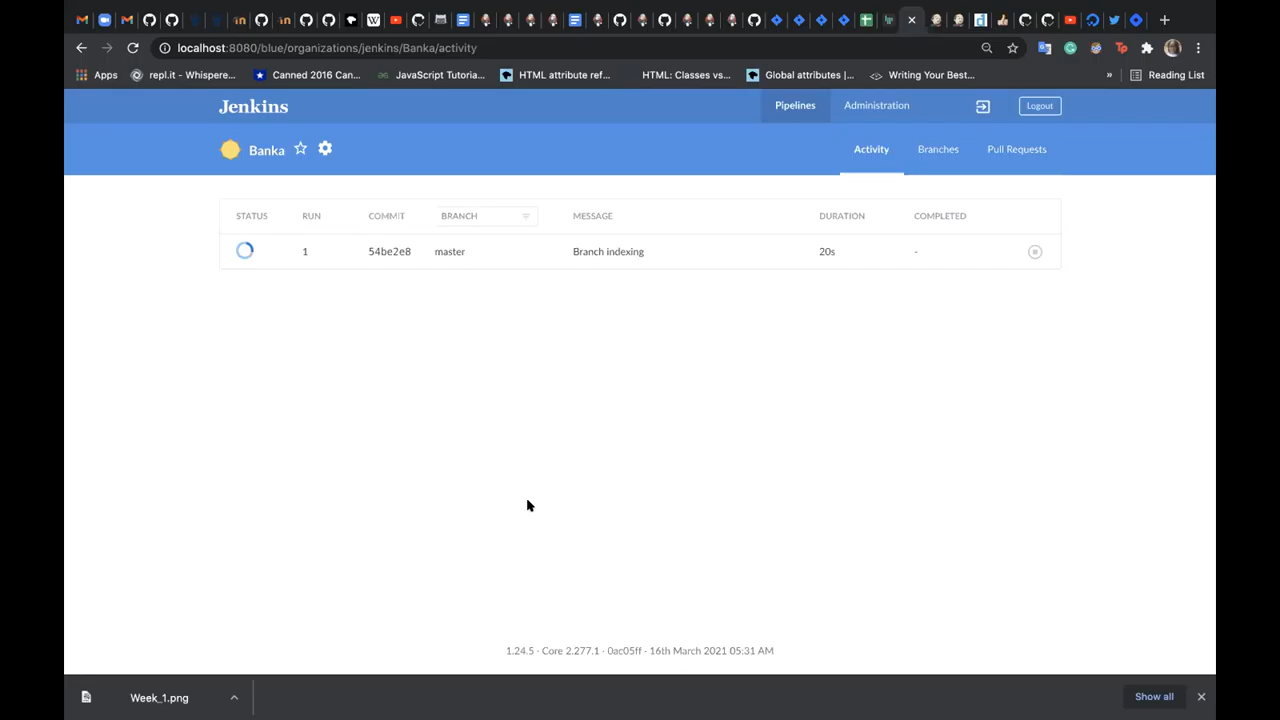 localhost:8080/blue/organizations/jenkins/Banka/activity
Apps repl.it - Whispere... Canned 2016 Can... JavaScript Tutoria... HTML attribute ref... HTML: Classes vs... Global attributes |... Writing Your Best... » Reading List
Jenkins Pipelines Administration Logout
Banka Activity Branches Pull Requests
STATUS RUN COMMIT BRANCH MESSAGE DURATION COMPLETED
1 54be2e8 master Branch indexing 20s -
1.24.5 · Core 2.277.1 · 0ac05ff · 16th March 2021 05:31 AM
Week_1.png Show all